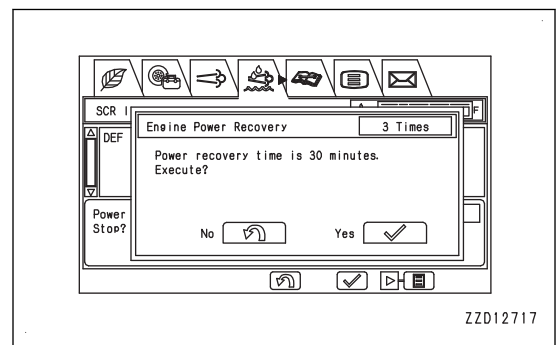 SCR I
F
Engine Power Recovery 3 Times
DEF
Power recovery time is 30 minutes.
Execute?
Power
Stop?
No Yes
ZZD12717